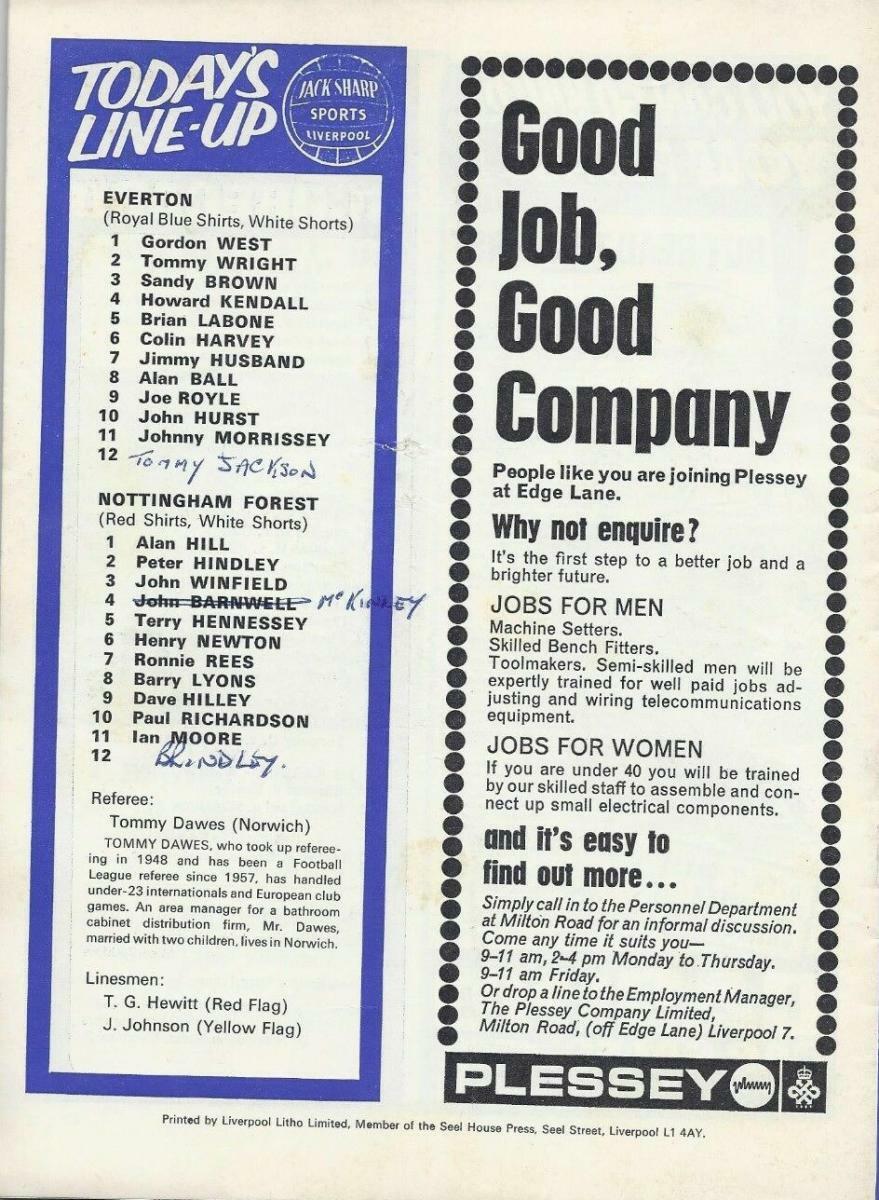 TODAY'S
LINE-UP
JACK SHARP
SPORTS
LIVERPOOL
EVERTON
(Royal Blue Shirts, White Shorts)
1 Gordon WEST
2 Tommy WRIGHT
3 Sandy BROWN
4 Howard KENDALL
5 Brian LABONE
6 Colin HARVEY
7 Jimmy HUSBAND
8 Alan BALL
9 Joe ROYLE
10 John HURST
11 Johnny MORRISSEY
12 TOMMY JACKSON
NOTTINGHAM FOREST
(Red Shirts, White Shorts)
1 Alan HILL
2 Peter HINDLEY
3 John WINFIELD
4 John BARNWELL McKINLEY
5 Terry HENNESSEY
6 Henry NEWTON
7 Ronnie REES
8 Barry LYONS
9 Dave HILLEY
10 Paul RICHARDSON
11 Ian MOORE
12 BRINDLEY.
Referee:
Tommy Dawes (Norwich)
TOMMY DAWES, who took up referee-
ing in 1948 and has been a Football
League referee since 1957, has handled
under-23 internationals and European club
games. An area manager for a bathroom
cabinet distribution firm, Mr. Dawes,
married with two children, lives in Norwich.
Linesmen:
T. G. Hewitt (Red Flag)
J. Johnson (Yellow Flag)
Good
Job,
Good
Company
People like you are joining Plessey
at Edge Lane.
Why not enquire?
It's the first step to a better job and a
brighter future.
JOBS FOR MEN
Machine Setters.
Skilled Bench Fitters.
Toolmakers. Semi-skilled men will be
expertly trained for well paid jobs ad-
justing and wiring telecommunications
equipment.
JOBS FOR WOMEN
If you are under 40 you will be trained
by our skilled staff to assemble and con-
nect up small electrical components.
and it's easy to
find out more...
Simply call in to the Personnel Department
at Milton Road for an informal discussion.
Come any time it suits you—
9-11 am, 2-4 pm Monday to Thursday.
9-11 am Friday.
Or drop a line to the Employment Manager,
The Plessey Company Limited,
Milton Road, (off Edge Lane) Liverpool 7.
PLESSEY
Printed by Liverpool Litho Limited, Member of the Seel House Press, Seel Street, Liverpool L1 4AY.